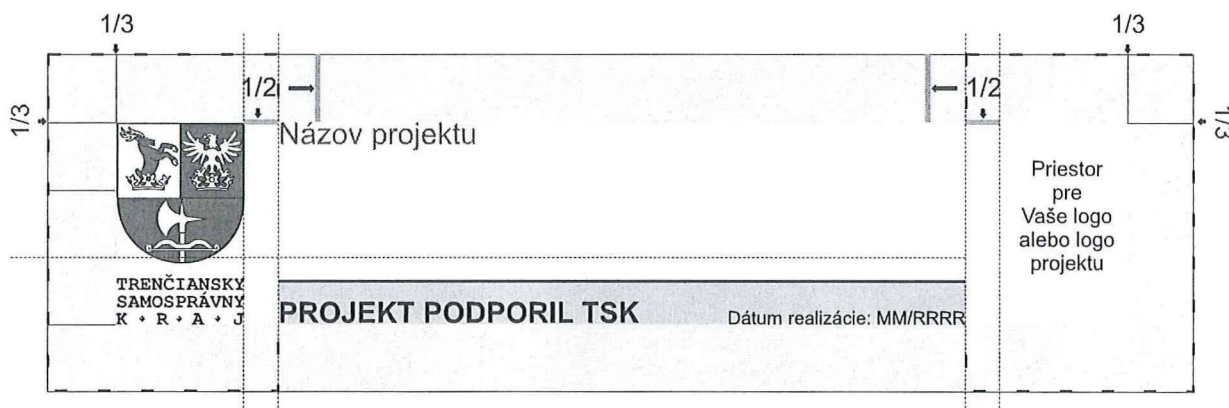 1/3
1/3
1/2
1/2
1/3
1/3
Názov projektu
Priestor
pre
Vaše logo
alebo logo
projektu
TRENČIANSKY
SAMOSPRÁVNY
K • R • A • J
PROJEKT PODPORIL TSK
Dátum realizácie: MM/RRRR